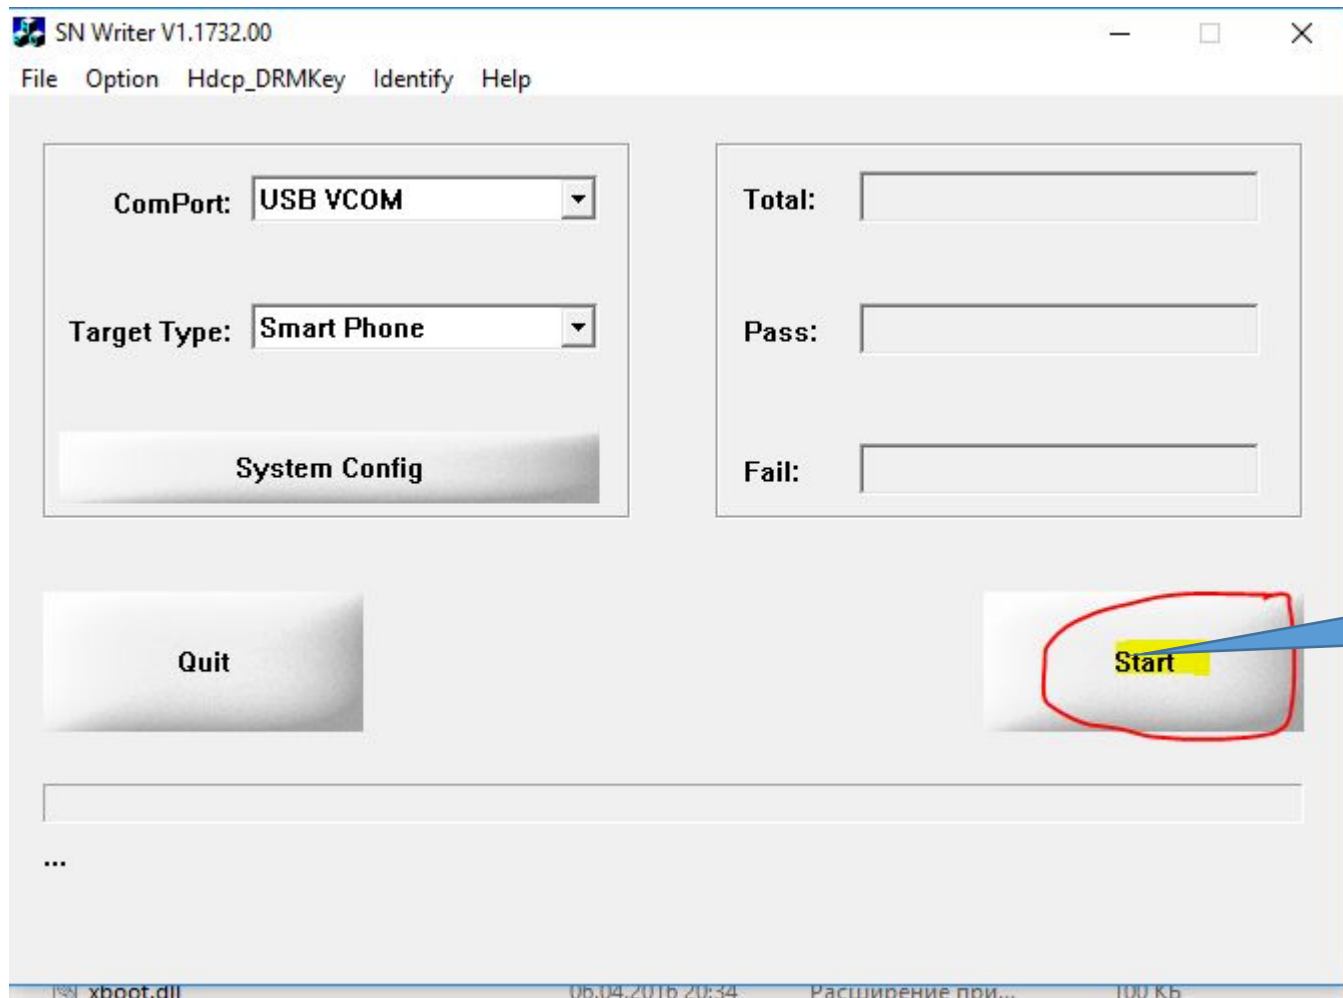 SN Writer V1.1732.00
File Option Hdcp_DRMKey Identify Help
ComPort: USB VCOM
Target Type: Smart Phone
System Config
Total:
Pass:
Fail:
Quit
Start
...
xboot.dll 06.04.2016 20:34 Расширение при... 100 КБ